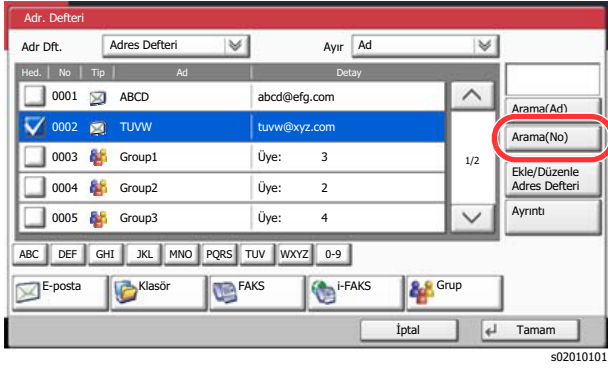 Adr. Defteri
Adr Dft. Adres Defteri Ayır Ad
Hed. No Tip Ad Detay
0001 ABCD abcd@efg.com
Arama(Ad)
0002 TUVW tuvw@xyz.com
Arama(No)
0003 Group1 Üye: 3
1/2
Ekle/Düzenle
Adres Defteri
0004 Group2 Üye: 2
0005 Group3 Üye: 4
Ayrıntı
ABC DEF GHI JKL MNO PQRS TUV WXYZ 0-9
E-posta Klasör FAKS i-FAKS Grup
İptal Tamam
s02010101